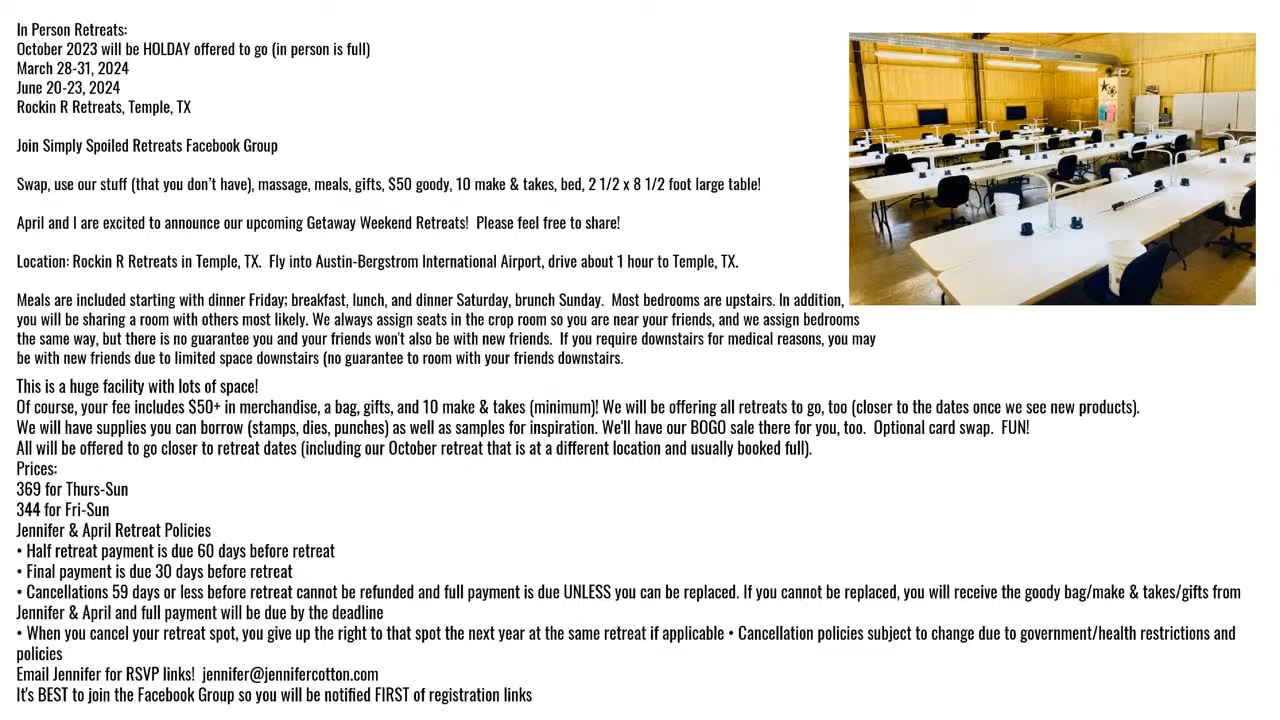 In Person Retreats:
October 2023 will be HOLDAY offered to go (in person is full)
March 28-31, 2024
June 20-23, 2024
Rockin R Retreats, Temple, TX
Join Simply Spoiled Retreats Facebook Group
Swap, use our stuff (that you don't have), massage, meals, gifts, $50 goody, 10 make & takes, bed, 2 1/2 x 8 1/2 foot large table!
April and I are excited to announce our upcoming Getaway Weekend Retreats!  Please feel free to share!
Location: Rockin R Retreats in Temple, TX.  Fly into Austin-Bergstrom International Airport, drive about 1 hour to Temple, TX.
Meals are included starting with dinner Friday; breakfast, lunch, and dinner Saturday, brunch Sunday.  Most bedrooms are upstairs. In addition,
you will be sharing a room with others most likely. We always assign seats in the crop room so you are near your friends, and we assign bedrooms
the same way, but there is no guarantee you and your friends won't also be with new friends.  If you require downstairs for medical reasons, you may
be with new friends due to limited space downstairs (no guarantee to room with your friends downstairs.
This is a huge facility with lots of space!
Of course, your fee includes $50+ in merchandise, a bag, gifts, and 10 make & takes (minimum)! We will be offering all retreats to go, too (closer to the dates once we see new products).
We will have supplies you can borrow (stamps, dies, punches) as well as samples for inspiration. We'll have our BOGO sale there for you, too.  Optional card swap.  FUN!
All will be offered to go closer to retreat dates (including our October retreat that is at a different location and usually booked full).
Prices:
369 for Thurs-Sun
344 for Fri-Sun
Jennifer & April Retreat Policies
• Half retreat payment is due 60 days before retreat
• Final payment is due 30 days before retreat
• Cancellations 59 days or less before retreat cannot be refunded and full payment is due UNLESS you can be replaced. If you cannot be replaced, you will receive the goody bag/make & takes/gifts from
Jennifer & April and full payment will be due by the deadline
• When you cancel your retreat spot, you give up the right to that spot the next year at the same retreat if applicable • Cancellation policies subject to change due to government/health restrictions and
policies
Email Jennifer for RSVP links!  jennifer@jennifercotton.com
It's BEST to join the Facebook Group so you will be notified FIRST of registration links